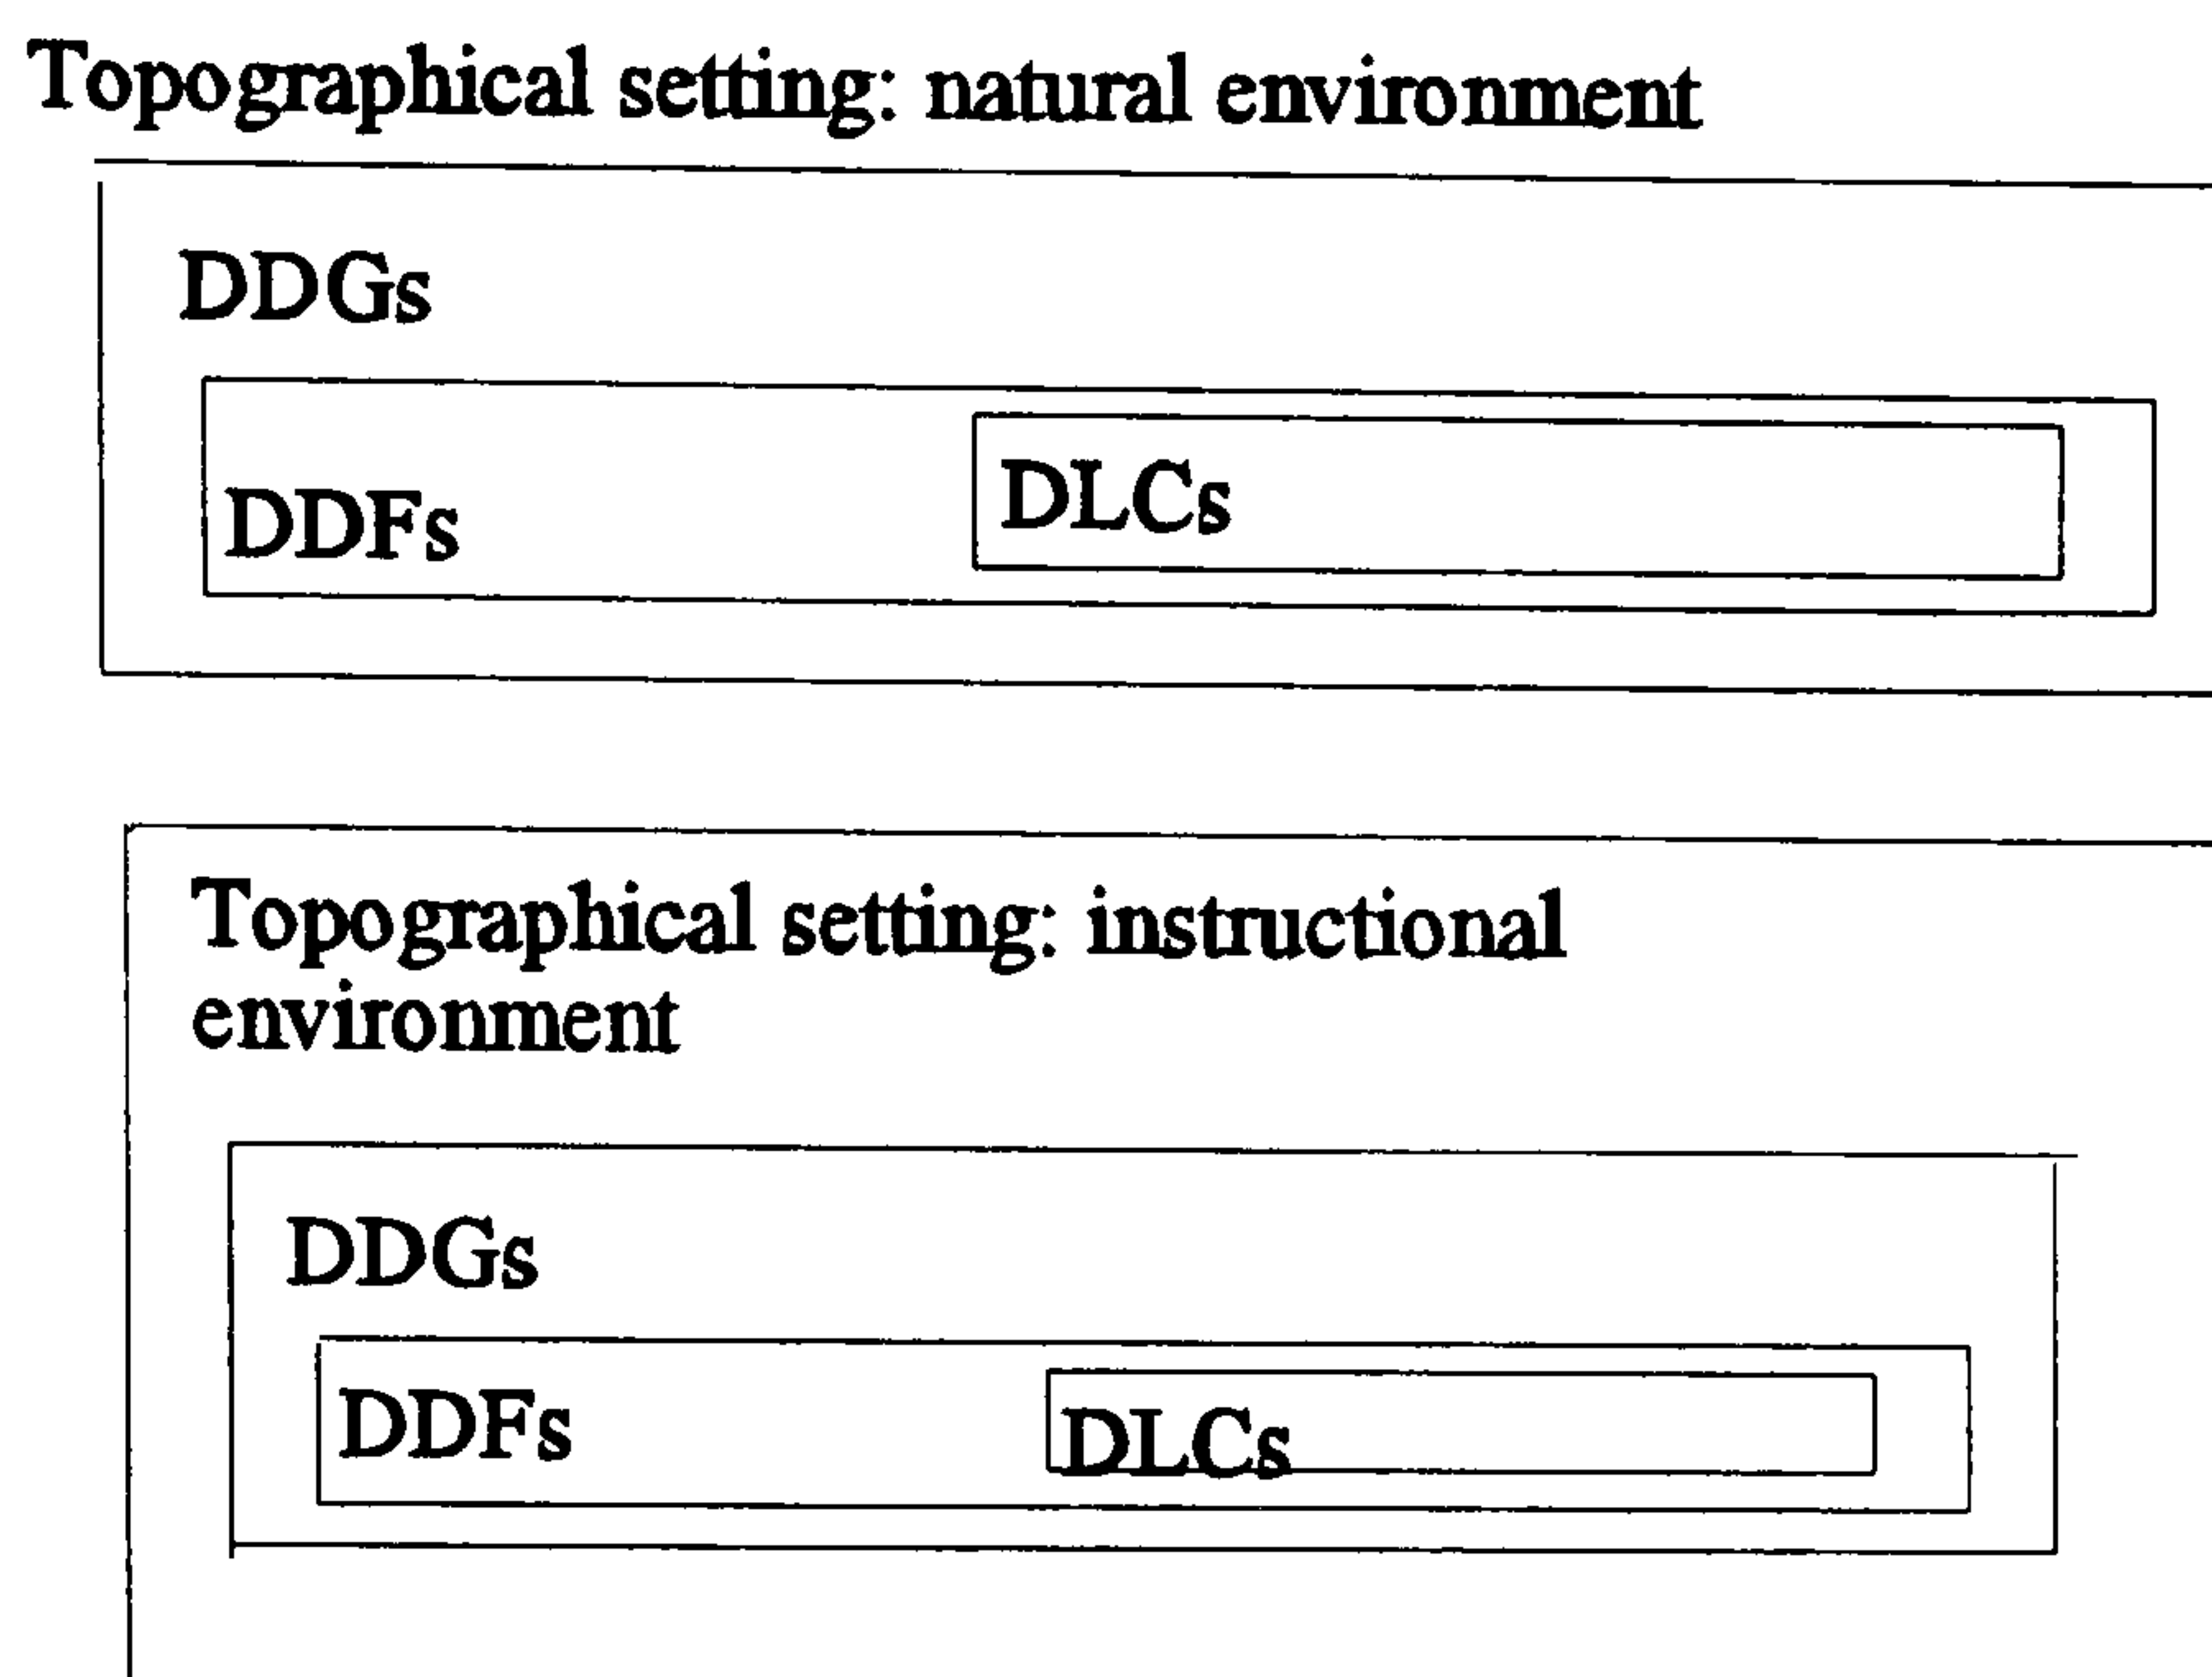 Topographical setting: natural environment
DDGs
DDFs
DLCs
Topographical setting: instructional
environment
DDGs
DDFs
DLCs